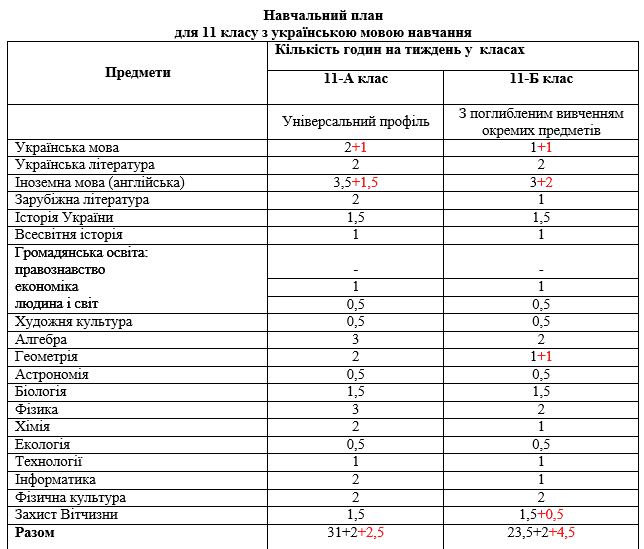 Навчальний план
для 11 класу з українською мовою навчання
Предмети Кількість годин на тиждень у класах
11-А клас 11-Б клас
Універсальний профіль З поглибленим вивченням окремих предметів
Українська мова 2+1 1+1
Українська література 2 2
Іноземна мова (англійська) 3,5+1,5 3+2
Зарубіжна література 2 1
Історія України 1,5 1,5
Всесвітня історія 1 1
Громадянська освіта:
правознавство - -
економіка 1 1
людина і світ 0,5 0,5
Художня культура 0,5 0,5
Алгебра 3 2
Геометрія 2 1+1
Астрономія 0,5 0,5
Біологія 1,5 1,5
Фізика 3 2
Хімія 2 1
Екологія 0,5 0,5
Технології 1 1
Інформатика 2 1
Фізична культура 2 2
Захист Вітчизни 1,5 1,5+0,5
Разом 31+2+2,5 23,5+2+4,5